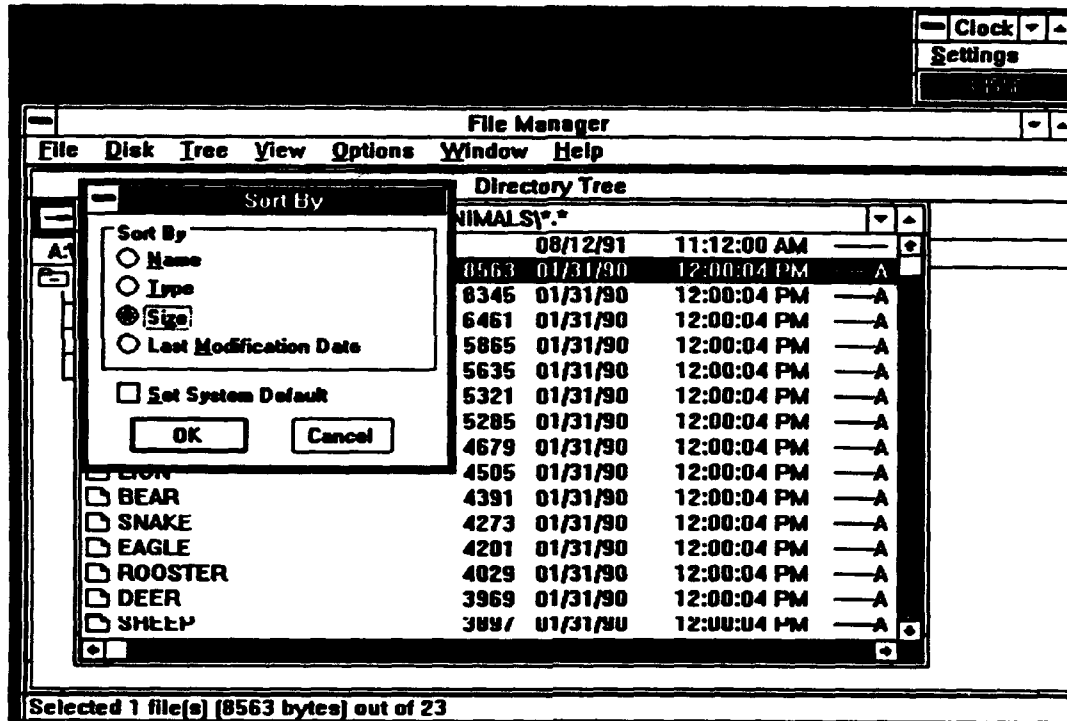 Clock
Settings
File Manager
File Disk Tree View Options Window Help
Directory Tree
Sort By
NIMALS\*.*
Sort By
Name
Type
Size
Last Modification Date
Set System Default
OK Cancel
A:
08/12/91 11:12:00 AM
8563 01/31/90 12:00:04 PM A
6345 01/31/90 12:00:04 PM A
6461 01/31/90 12:00:04 PM A
5865 01/31/90 12:00:04 PM A
5635 01/31/90 12:00:04 PM A
5321 01/31/90 12:00:04 PM A
5285 01/31/90 12:00:04 PM A
4679 01/31/90 12:00:04 PM A
LION 4505 01/31/90 12:00:04 PM A
BEAR 4391 01/31/90 12:00:04 PM A
SNAKE 4273 01/31/90 12:00:04 PM A
EAGLE 4201 01/31/90 12:00:04 PM A
ROOSTER 4029 01/31/90 12:00:04 PM A
DEER 3969 01/31/90 12:00:04 PM A
SHEEP 3897 01/31/90 12:00:04 PM A
Selected 1 file(s) (8563 bytes) out of 23